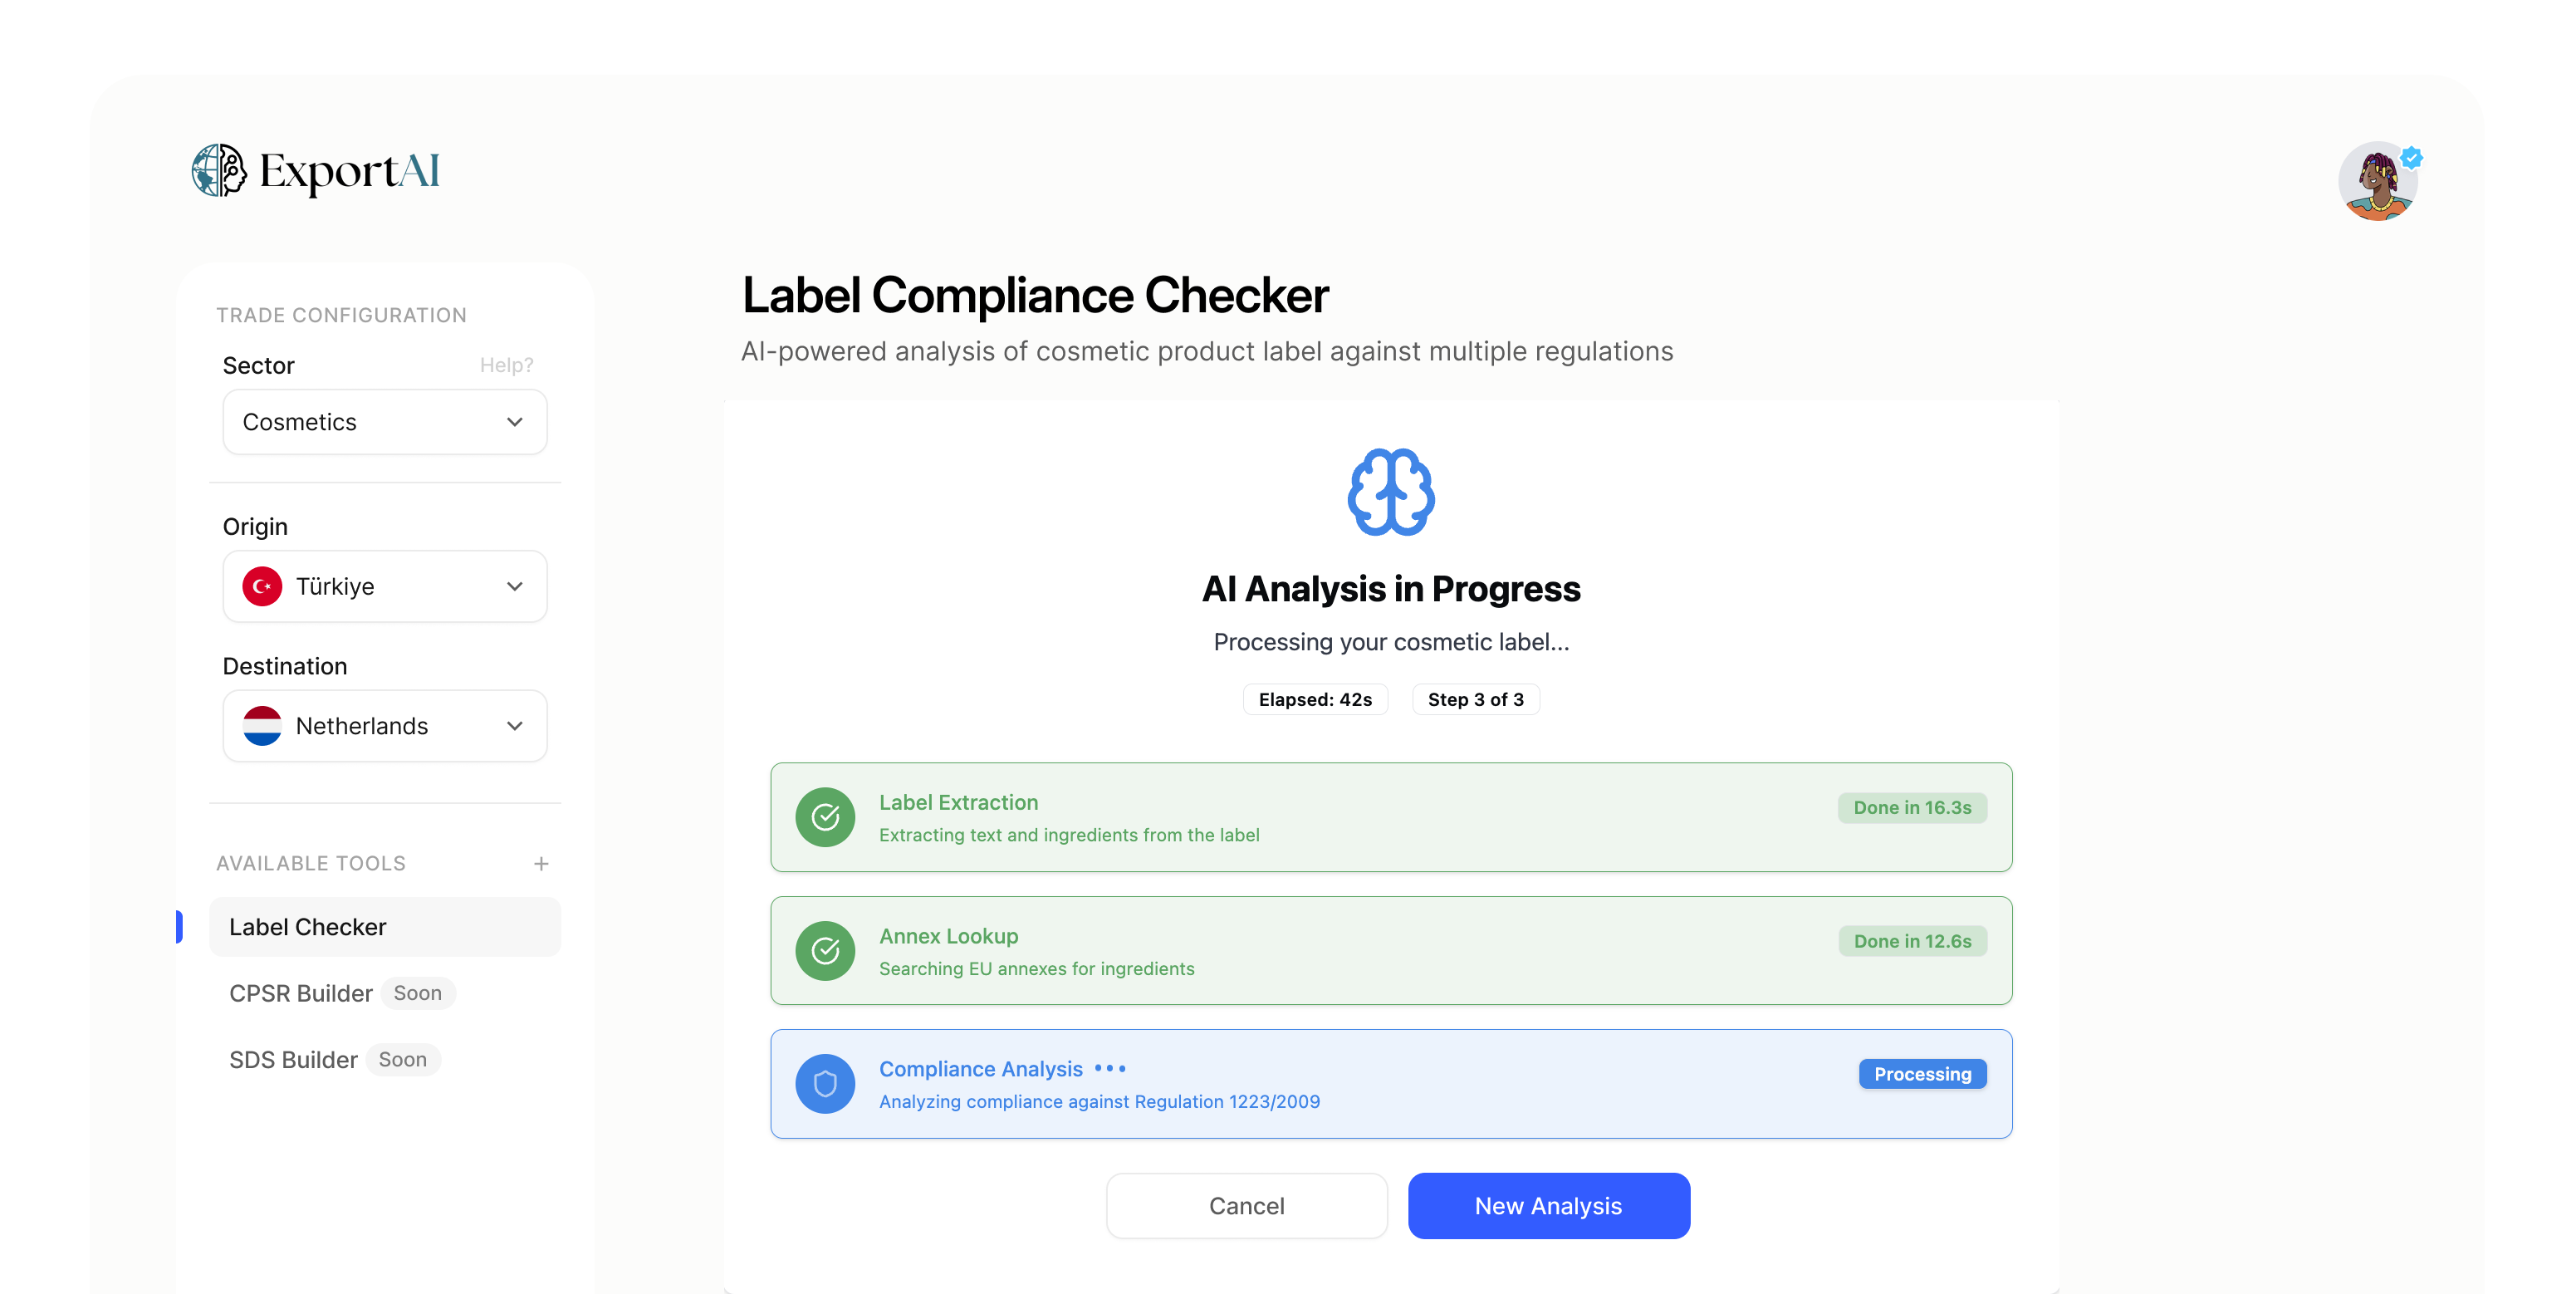 ExportAI
TRADE CONFIGURATION
Sector
Help?
Cosmetics
Origin
Türkiye
Destination
Netherlands
AVAILABLE TOOLS +
Label Checker
CPSR Builder Soon
SDS Builder Soon
Label Compliance Checker
AI-powered analysis of cosmetic product label against multiple regulations
AI Analysis in Progress
Processing your cosmetic label...
Elapsed: 42s
Step 3 of 3
Label Extraction
Extracting text and ingredients from the label
Done in 16.3s
Annex Lookup
Searching EU annexes for ingredients
Done in 12.6s
Compliance Analysis •••
Analyzing compliance against Regulation 1223/2009
Processing
Cancel
New Analysis